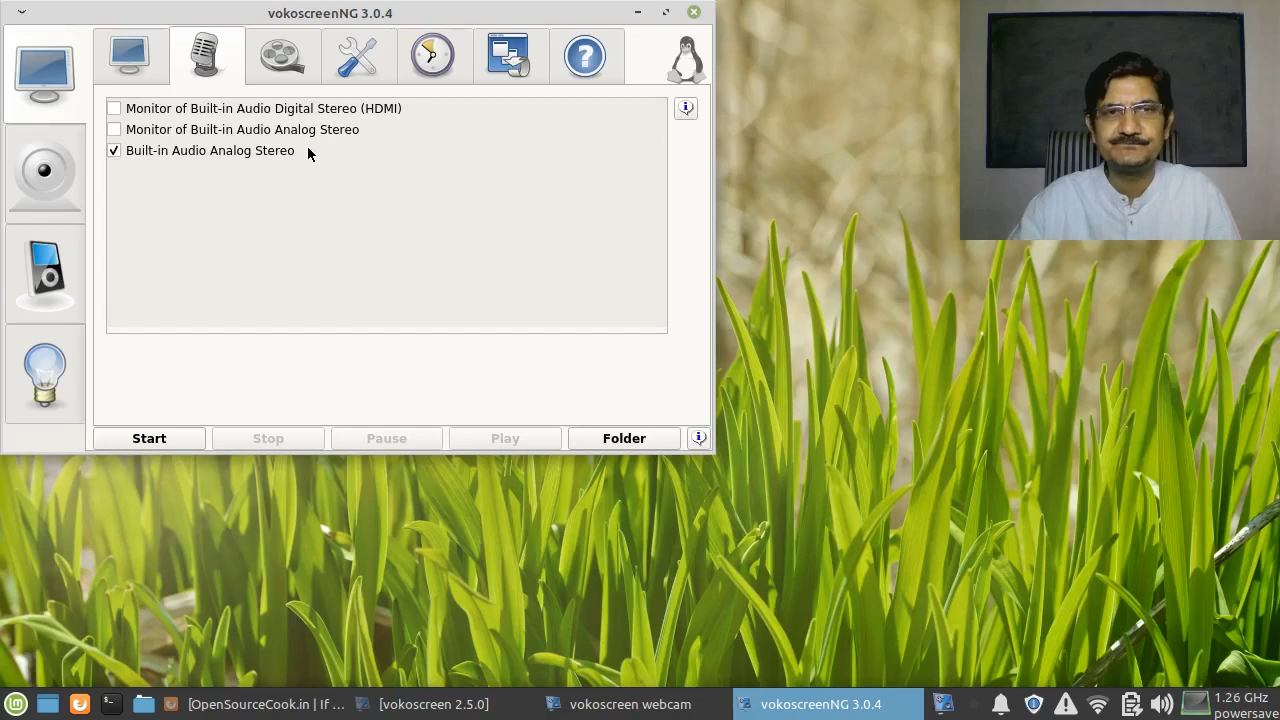 vokoscreenNG 3.0.4
Monitor of Built-in Audio Digital Stereo (HDMI)
Monitor of Built-in Audio Analog Stereo
Built-in Audio Analog Stereo
Start
Stop
Pause
Play
Folder
[OpenSourceCook.in | If ...
[vokoscreen 2.5.0]
vokoscreen webcam
vokoscreenNG 3.0.4
1.26 GHz
powersave